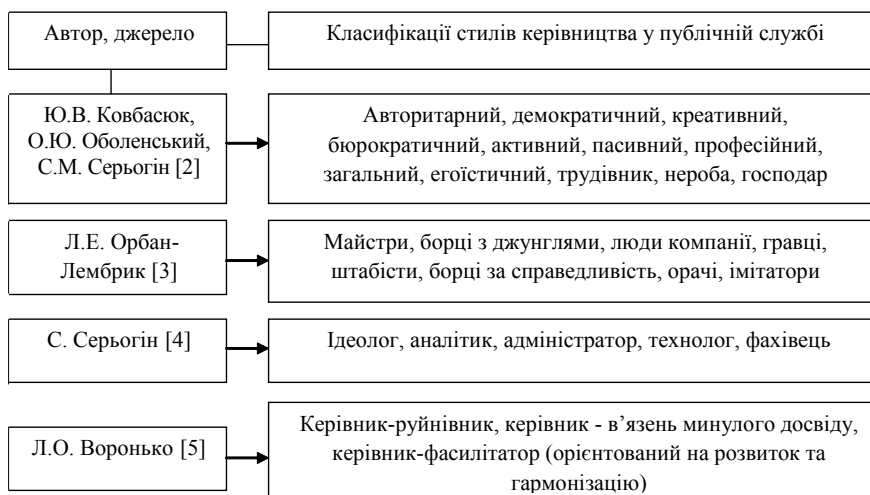 Автор, джерело
Класифікації стилів керівництва у публічній службі
Ю.В. Ковбасюк,
О.Ю. Оболенський,
С.М. Серьогін [2]
Авторитарний, демократичний, креативний,
бюрократичний, активний, пасивний, професійний,
загальний, егоїстичний, трудівник, нероба, господар
Л.Е. Орбан-
Лембрик [3]
Майстри, борці з джунглями, люди компанії, гравці,
штабісти, борці за справедливість, орачі, імітатори
С. Серьогін [4]
Ідеолог, аналітик, адміністратор, технолог, фахівець
Л.О. Воронько [5]
Керівник-руйнівник, керівник - в’язень минулого досвіду,
керівник-фасилітатор (орієнтований на розвиток та
гармонізацію)